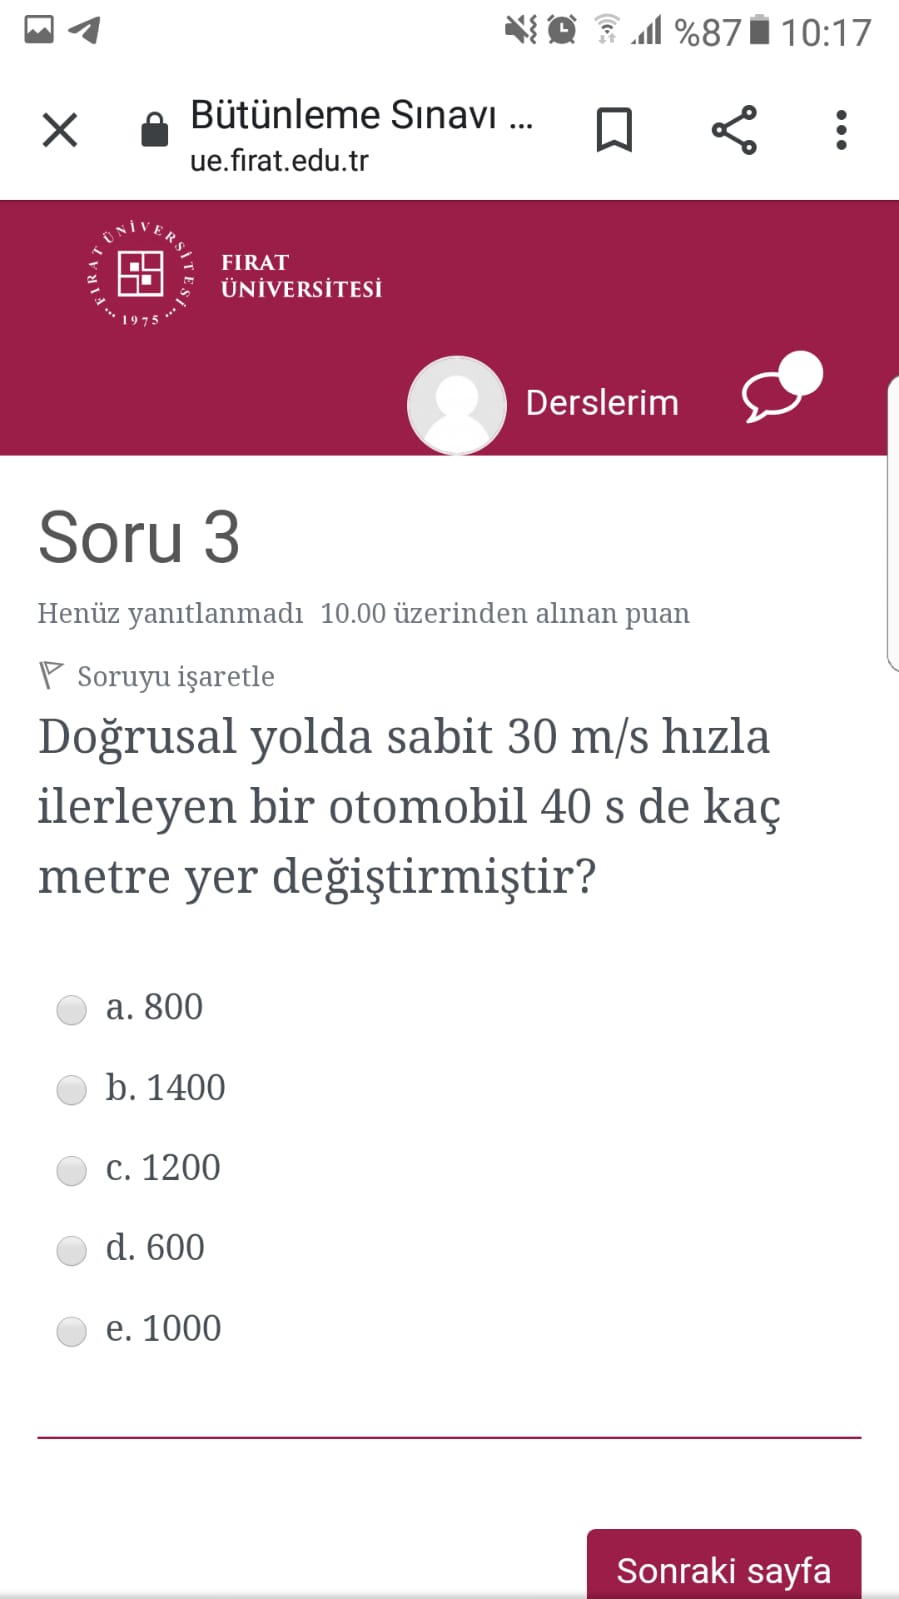 %87 10:17
Bütünleme Sınavı ...
ue.firat.edu.tr
FIRAT ÜNİVERSİTESİ
1975
FIRAT
ÜNİVERSİTESİ
Derslerim
Soru 3
Henüz yanıtlanmadı 10.00 üzerinden alınan puan
Soruyu işaretle
Doğrusal yolda sabit 30 m/s hızla
ilerleyen bir otomobil 40 s de kaç
metre yer değiştirmiştir?
a. 800
b. 1400
c. 1200
d. 600
e. 1000
Sonraki sayfa